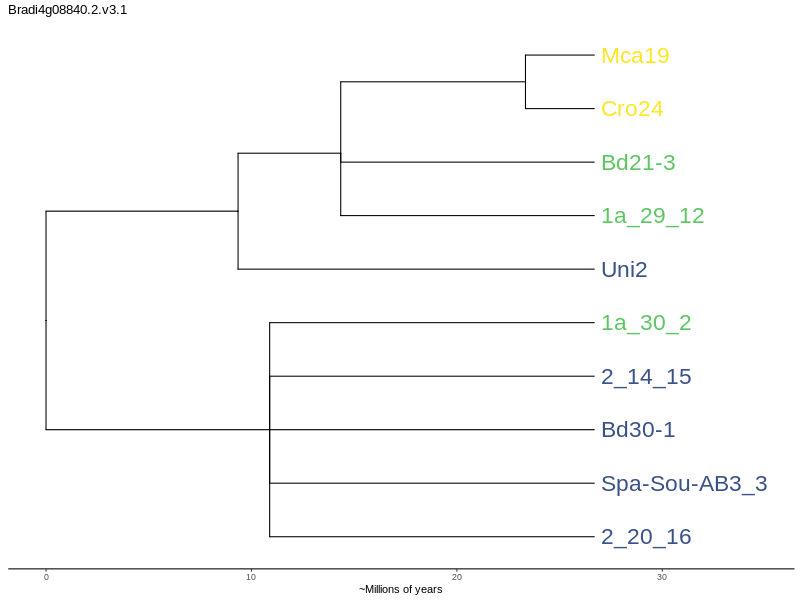 Bradi4g08840.2.v3.1
Mca19
Cro24
Bd21-3
1a_29_12
Uni2
1a_30_2
2_14_15
Bd30-1
Spa-Sou-AB3_3
2_20_16
0 10 20 30
~Millions of years